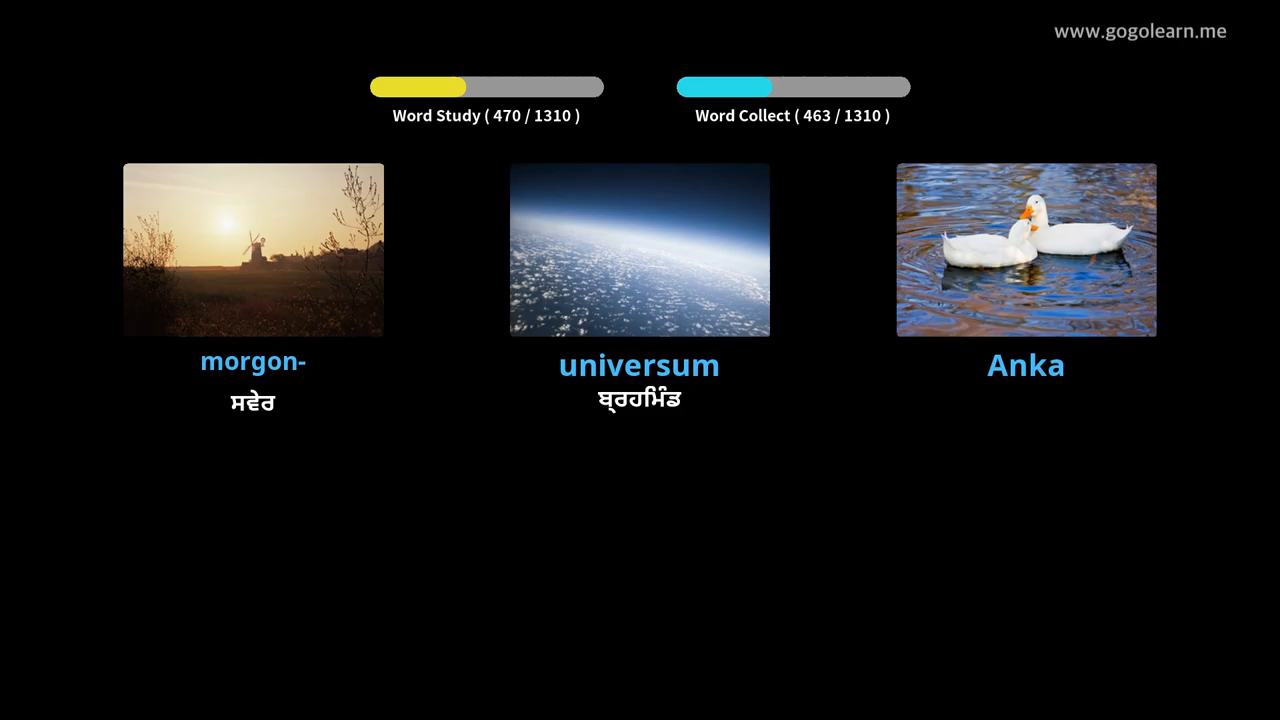 www.gogolearn.me
Word Study ( 470 / 1310 )
Word Collect ( 463 / 1310 )
morgon-
universum
Anka
ਸਵੇਰ
ਬ੍ਰਹਿਮੰਡ